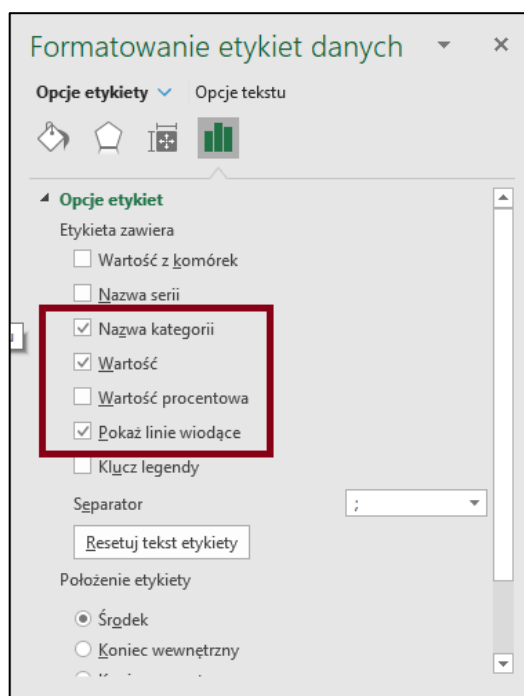 Formatowanie etykiet danych
Opcje etykiety Opcje tekstu
Opcje etykiet
Etykieta zawiera
Wartość z komórek
Nazwa serii
Nazwa kategorii
Wartość
Wartość procentowa
Pokaż linie wiodące
Klucz legendy
Separator ;
Resetuj tekst etykiety
Położenie etykiety
Środek
Koniec wewnętrzny